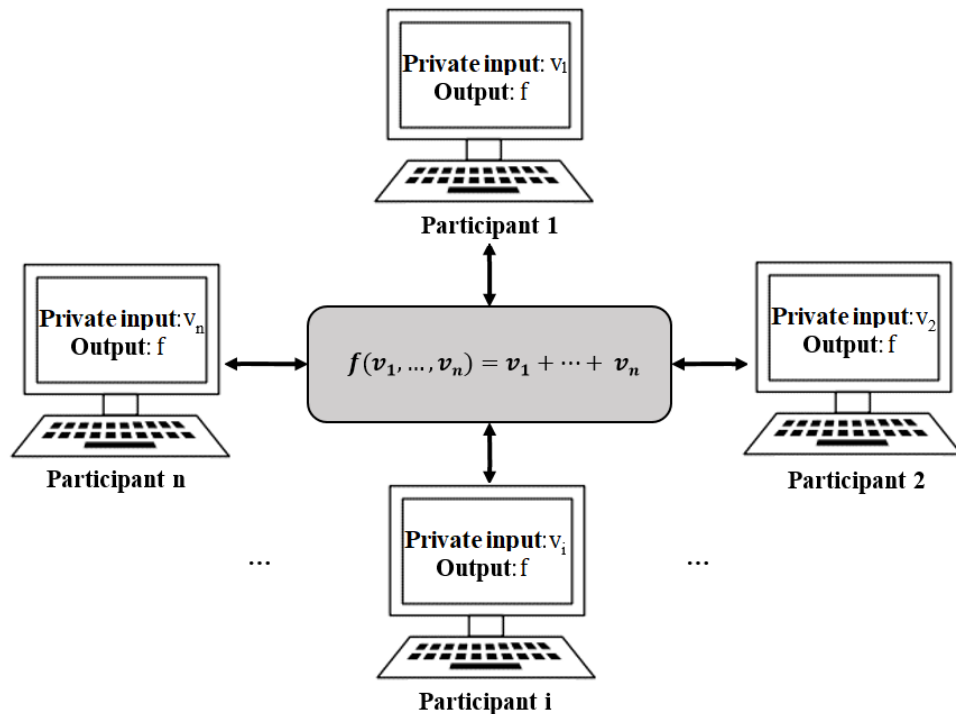 Private input: v₁
Output: f
Participant 1
Private input: vₙ
Output: f
Participant n
f(v₁, …, vₙ) = v₁ + ⋯ + vₙ
Private input: v₂
Output: f
Participant 2
...
Private input: vᵢ
Output: f
Participant i
...